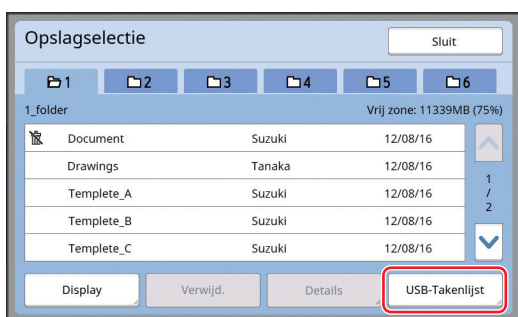 Opslagselectie
Sluit
1 2 3 4 5 6
1_folder Vrij zone: 11339MB (75%)
Document Suzuki 12/08/16
Drawings Tanaka 12/08/16
Templete_A Suzuki 12/08/16
Templete_B Suzuki 12/08/16
Templete_C Suzuki 12/08/16
1
/
2
Display Verwijd. Details USB-Takenlijst